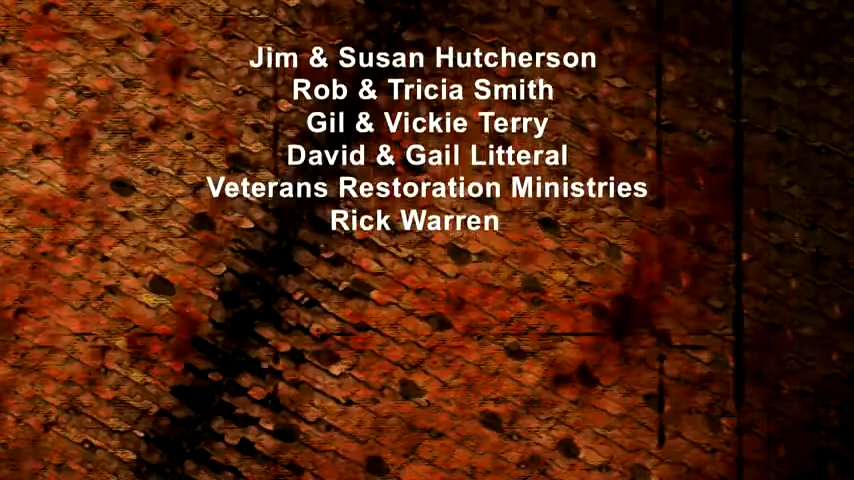 Jim & Susan Hutcherson
Rob & Tricia Smith
Gil & Vickie Terry
David & Gail Litteral
Veterans Restoration Ministries
Rick Warren